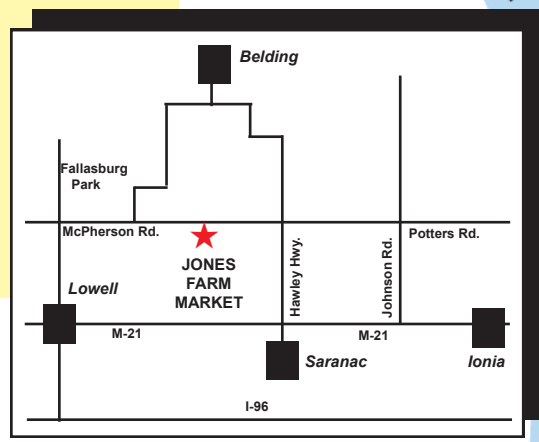 Belding
Fallasburg
Park
McPherson Rd.
Potters Rd.
JONES
FARM
MARKET
Hawley Hwy.
Johnson Rd.
Lowell
M-21
M-21
Saranac
Ionia
I-96